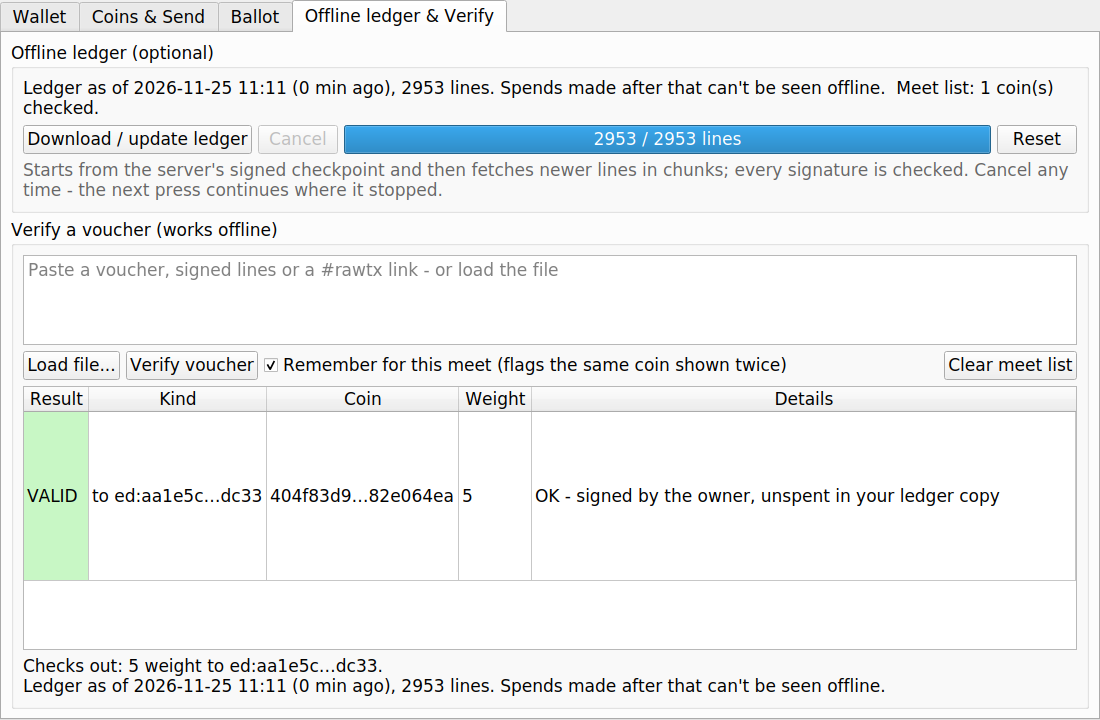 Wallet
Coins & Send
Ballot
Offline ledger & Verify
Offline ledger (optional)
Ledger as of 2026-11-25 11:11 (0 min ago), 2953 lines. Spends made after that can't be seen offline.  Meet list: 1 coin(s)
checked.
Download / update ledger
Cancel
2953 / 2953 lines
Reset
Starts from the server's signed checkpoint and then fetches newer lines in chunks; every signature is checked. Cancel any
time - the next press continues where it stopped.
Verify a voucher (works offline)
Paste a voucher, signed lines or a #rawtx link - or load the file
Load file...
Verify voucher
Remember for this meet (flags the same coin shown twice)
Clear meet list
Result
Kind
Coin
Weight
Details
VALID
to ed:aa1e5c...dc33
404f83d9...82e064ea
5
OK - signed by the owner, unspent in your ledger copy
Checks out: 5 weight to ed:aa1e5c...dc33.
Ledger as of 2026-11-25 11:11 (0 min ago), 2953 lines. Spends made after that can't be seen offline.